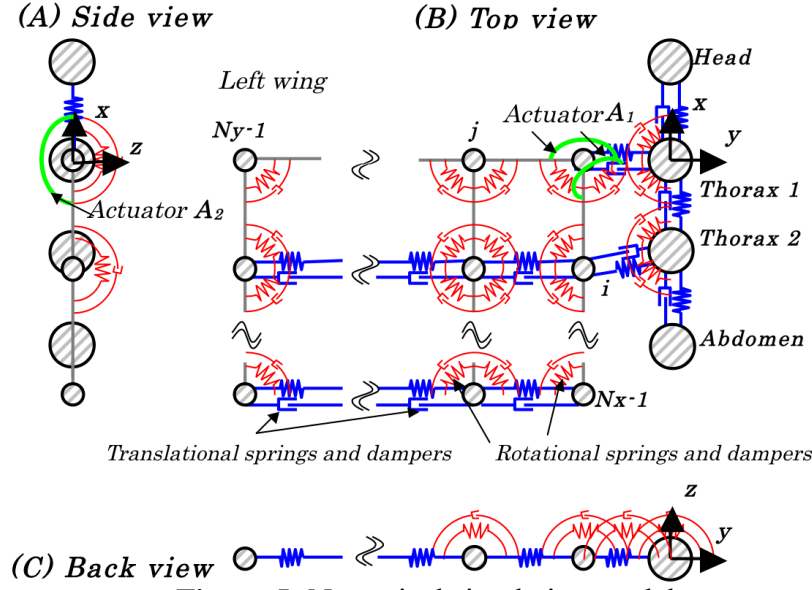 (A) Side view
(B) Top view
Head
Left wing
x
z
Ny-1
j
Actuator A1
x
y
Actuator A2
Thorax 1
Thorax 2
i
Abdomen
Nx-1
Translational springs and dampers
Rotational springs and dampers
z
y
(C) Back view